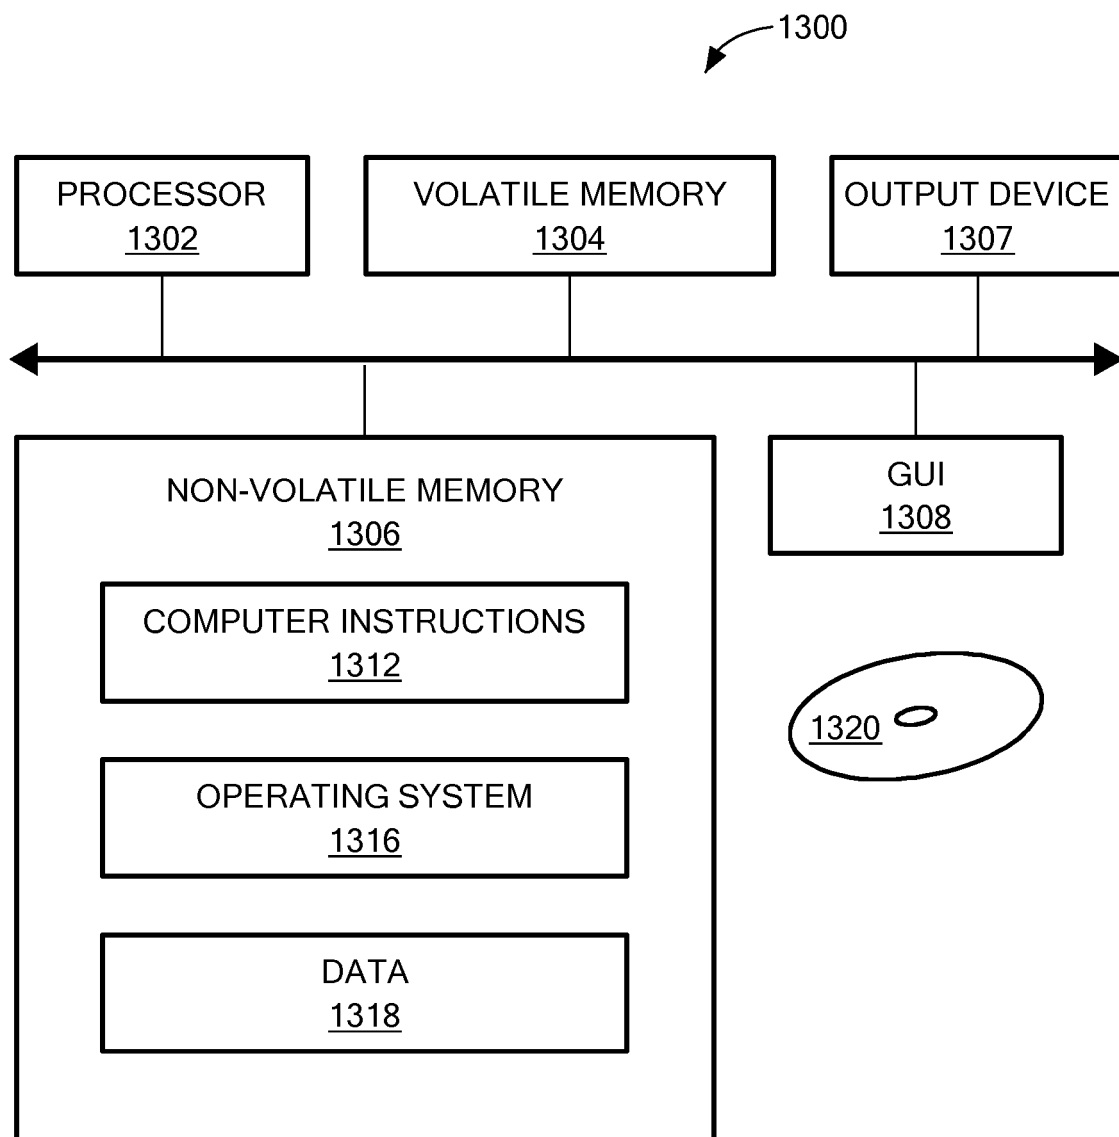 1300
PROCESSOR
1302
VOLATILE MEMORY
1304
OUTPUT DEVICE
1307
NON-VOLATILE MEMORY
1306
COMPUTER INSTRUCTIONS
1312
OPERATING SYSTEM
1316
DATA
1318
GUI
1308
1320